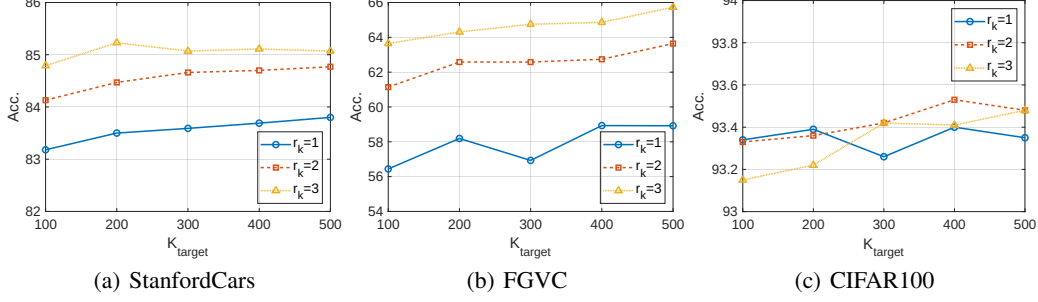 86
85
84
83
82
Acc.
100 200 300 400 500
K_target
r_k=1
r_k=2
r_k=3
(a) StanfordCars
66
64
62
60
58
56
54
Acc.
100 200 300 400 500
K_target
r_k=1
r_k=2
r_k=3
(b) FGVC
94
93.8
93.6
93.4
93.2
93
Acc.
100 200 300 400 500
K_target
r_k=1
r_k=2
r_k=3
(c) CIFAR100